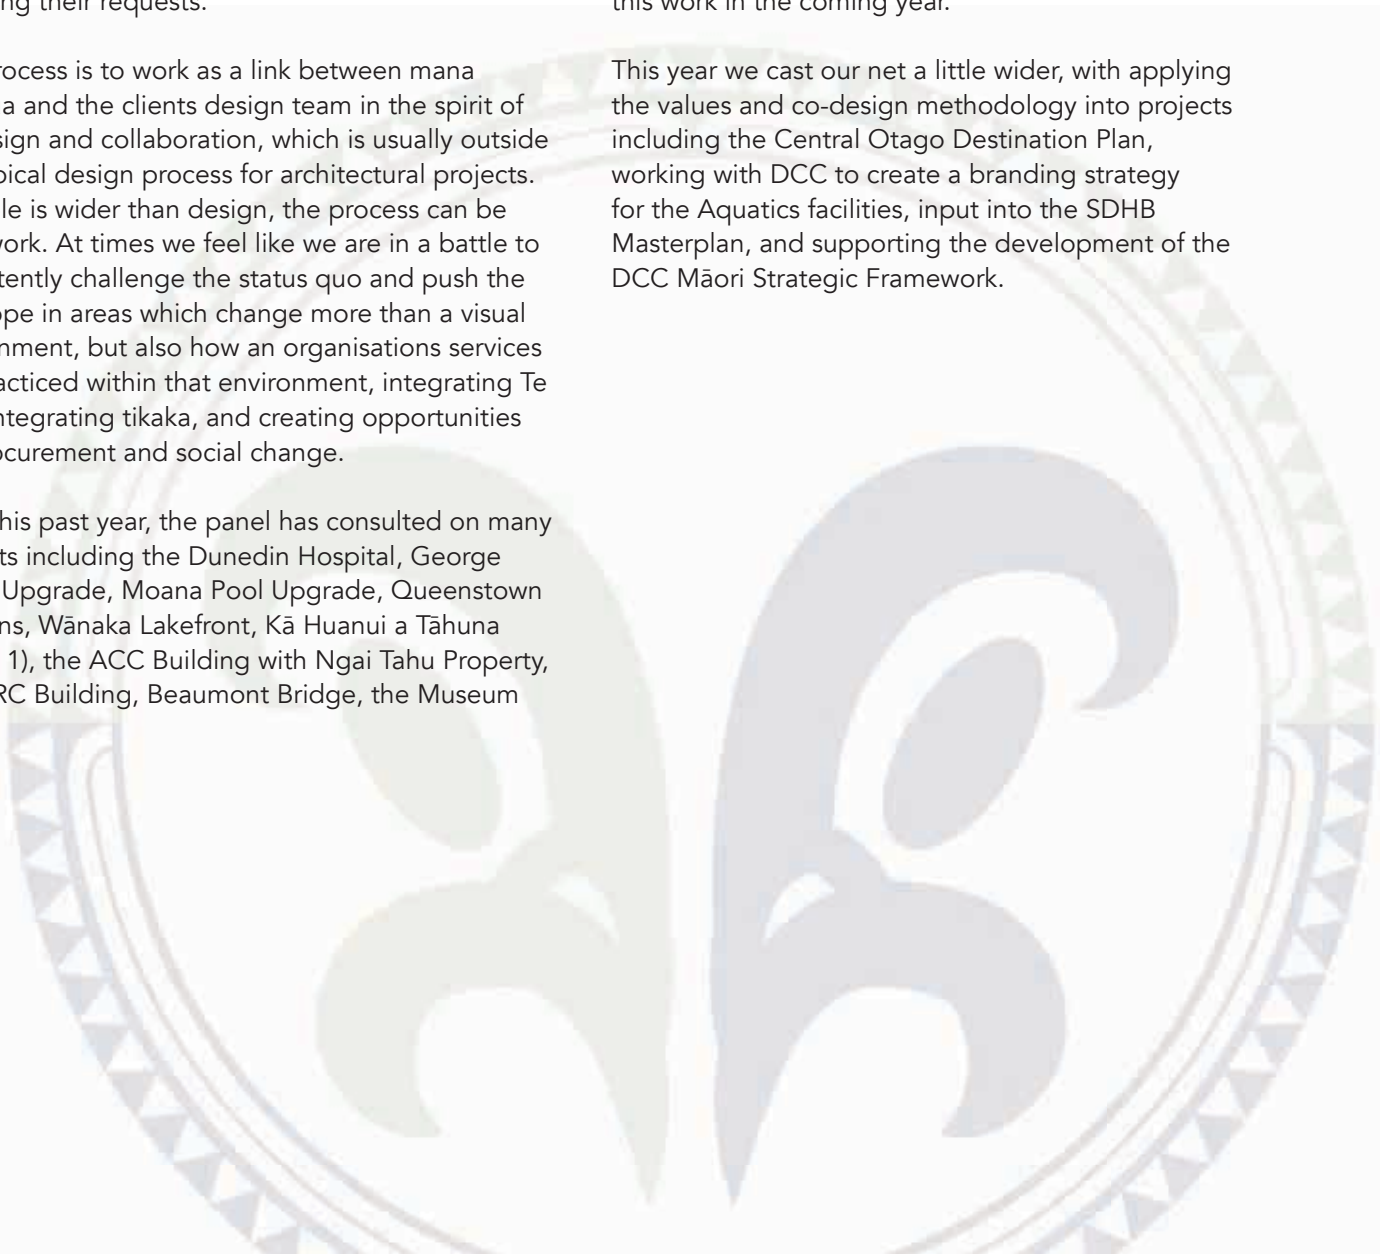 their requests.
rocess is to work as a link between mana
a and the clients design team in the spirit of
sign and collaboration, which is usually outside
pical design process for architectural projects.
le is wider than design, the process can be
work. At times we feel like we are in a battle to
tently challenge the status quo and push the
ope in areas which change more than a visual
nment, but also how an organisations services
acticed within that environment, integrating Te
ntegrating tikaka, and creating opportunities
ocurement and social change.
his past year, the panel has consulted on many
ts including the Dunedin Hospital, George
Upgrade, Moana Pool Upgrade, Queenstown
ns, Wānaka Lakefront, Kā Huanui a Tāhuna
1), the ACC Building with Ngai Tahu Property,
RC Building, Beaumont Bridge, the Museum
this work in the coming year.
This year we cast our net a little wider, with applying
the values and co-design methodology into projects
including the Central Otago Destination Plan,
working with DCC to create a branding strategy
for the Aquatics facilities, input into the SDHB
Masterplan, and supporting the development of the
DCC Māori Strategic Framework.